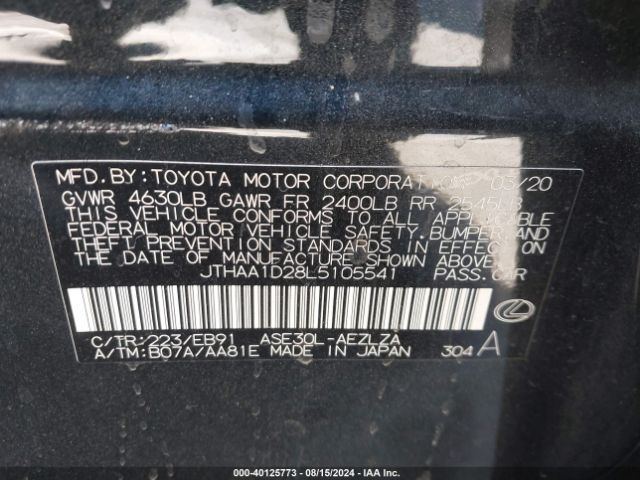 MFD. BY: TOYOTA MOTOR CORPORATION 03/20
GVWR 4630LB GAWR FR 2400LB RR 2545LB
THIS VEHICLE CONFORMS TO ALL APPLICABLE
FEDERAL MOTOR VEHICLE SAFETY, BUMPER, AND
THEFT PREVENTION STANDARDS IN EFFECT ON
THE DATE OF MANUFACTURE SHOWN ABOVE.
JTHAA1D28L5105541 PASS. CAR
C/TR: 223/EB91 ASE30L-AEZLZA
A/TM: B07A/AA81E MADE IN JAPAN 304 A
000-40125773 - 08/15/2024 - IAA Inc.